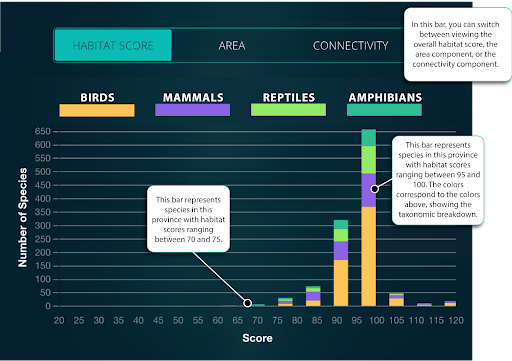 In this bar, you can switch
between viewing the
overall habitat score, the
area component, or the
connectivity component.
HABITAT SCORE AREA CONNECTIVITY
BIRDS MAMMALS REPTILES AMPHIBIANS
Number of Species
650
600
550
500
450
400
350
300
250
200
150
100
50
0
This bar represents
species in this province
with habitat scores
ranging between 95 and
100. The colors
correspond to the colors
above, showing the
taxonomic breakdown.
This bar represents
species in this
province with habitat
scores ranging
between 70 and 75.
20 25 30 35 40 45 50 55 60 65 70 75 80 85 90 95 100 105 110 115 120
Score